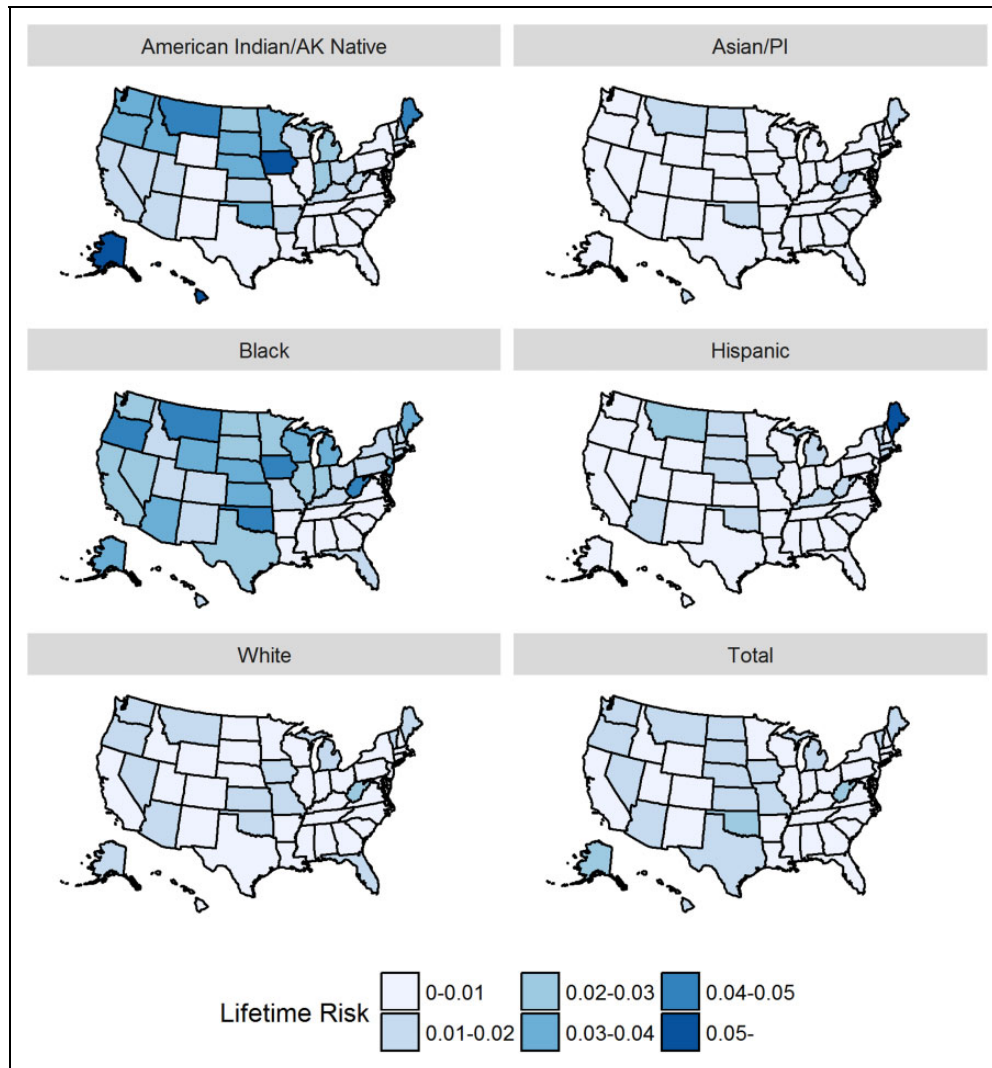 American Indian/AK Native
Asian/PI
Black
Hispanic
White
Total
Lifetime Risk
0-0.01
0.02-0.03
0.04-0.05
0.01-0.02
0.03-0.04
0.05-